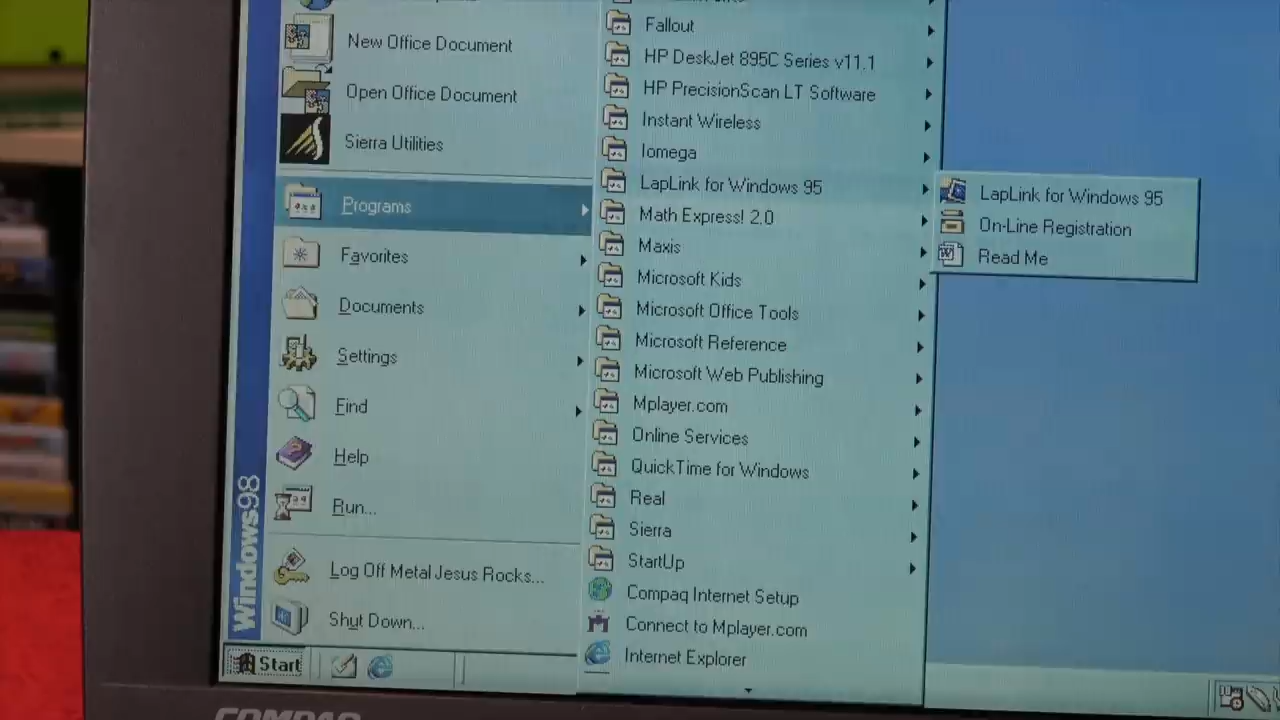 New Office Document
Open Office Document
Sierra Utilities
Programs
Favorites
Documents
Settings
Find
Help
Run...
Log Off Metal Jesus Rocks...
Shut Down...
Windows98
Start
Fallout
HP DeskJet 895C Series v11.1
HP PrecisionScan LT Software
Instant Wireless
Iomega
LapLink for Windows 95
Math Express! 2.0
Maxis
Microsoft Kids
Microsoft Office Tools
Microsoft Reference
Microsoft Web Publishing
Mplayer.com
Online Services
QuickTime for Windows
Real
Sierra
StartUp
Compaq Internet Setup
Connect to Mplayer.com
Internet Explorer
LapLink for Windows 95
On-Line Registration
Read Me
COMPAQ